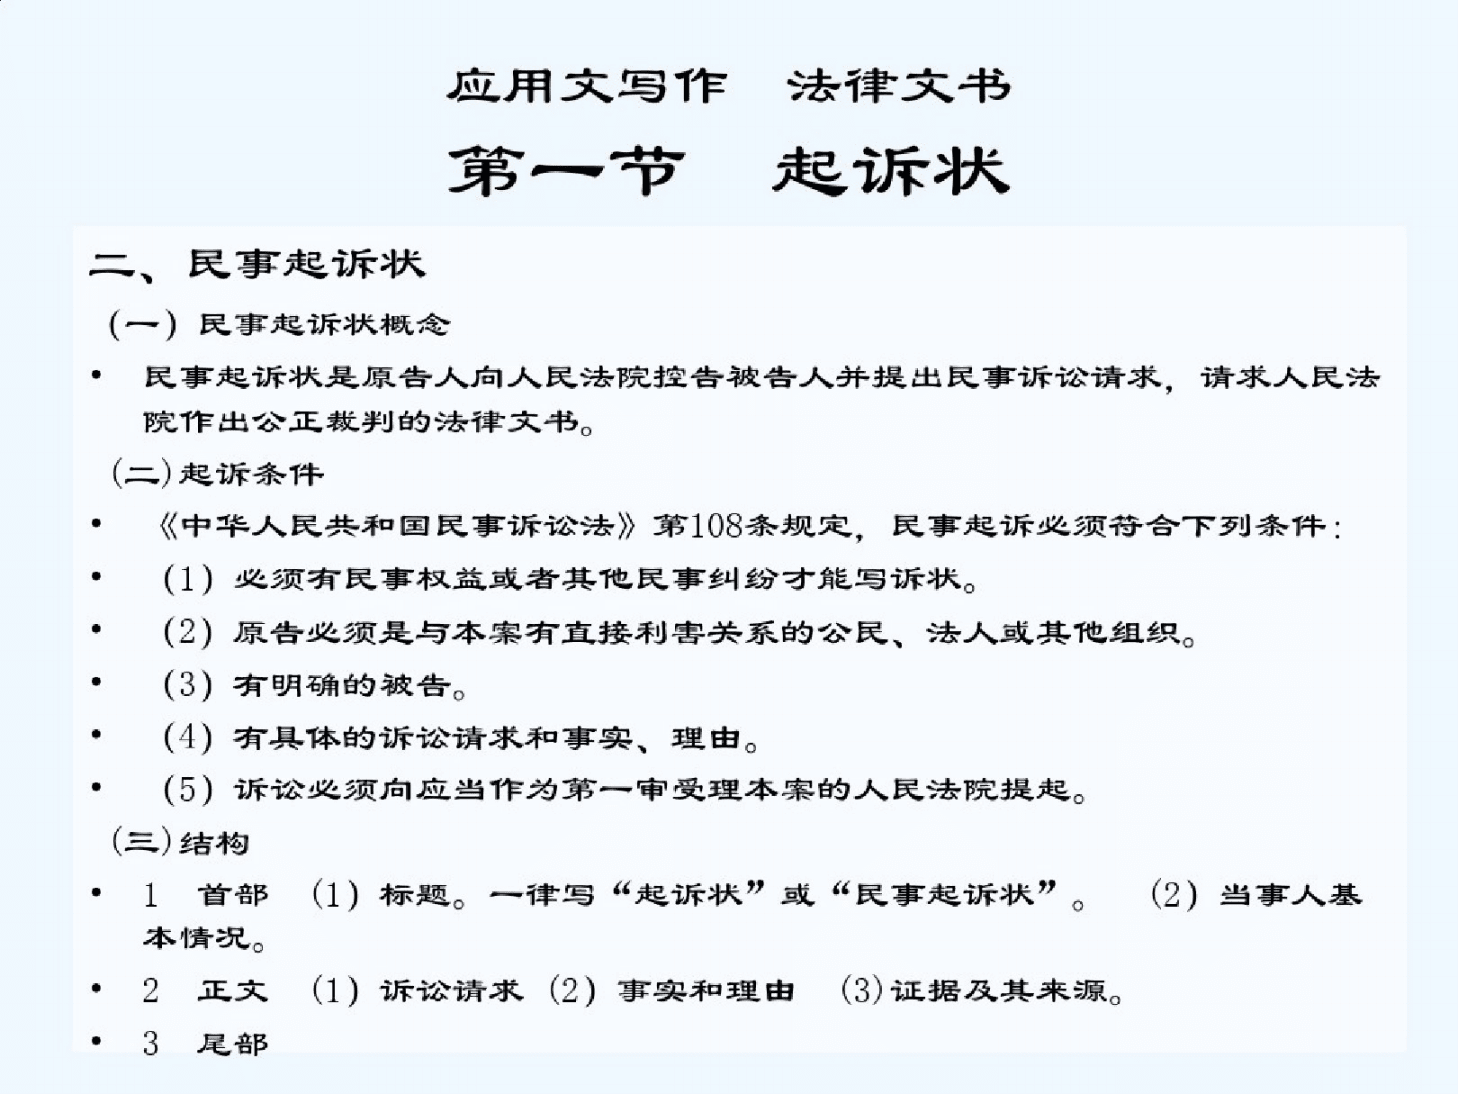 应用文写作　法律文书
第一节　起诉状
二、民事起诉状
（一）民事起诉状概念
• 民事起诉状是原告人向人民法院控告被告人并提出民事诉讼请求，请求人民法
院作出公正裁判的法律文书。
（二）起诉条件
• 《中华人民共和国民事诉讼法》第108条规定，民事起诉必须符合下列条件：
• （1）必须有民事权益或者其他民事纠纷才能写诉状。
• （2）原告必须是与本案有直接利害关系的公民、法人或其他组织。
• （3）有明确的被告。
• （4）有具体的诉讼请求和事实、理由。
• （5）诉讼必须向应当作为第一审受理本案的人民法院提起。
（三）结构
• 1　首部　（1）标题。一律写“起诉状”或“民事起诉状”。　（2）当事人基
本情况。
• 2　正文　（1）诉讼请求（2）事实和理由　（3）证据及其来源。
• 3　尾部